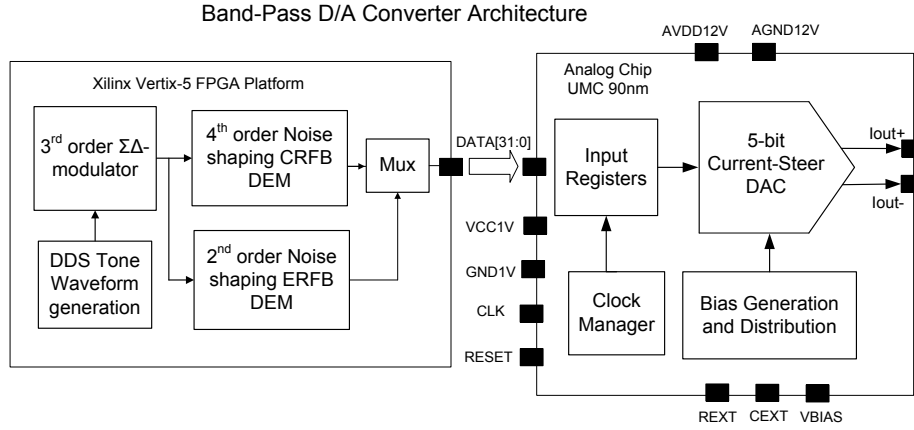 Band-Pass D/A Converter Architecture
Xilinx Vertix-5 FPGA Platform
3rd order ΣΔ-
modulator
4th order Noise
shaping CRFB
DEM
Mux
DDS Tone
Waveform
generation
2nd order Noise
shaping ERFB
DEM
DATA[31:0]
VCC1V
GND1V
CLK
RESET
AVDD12V
AGND12V
Analog Chip
UMC 90nm
Input
Registers
5-bit
Current-Steer
DAC
Iout+
Iout-
Clock
Manager
Bias Generation
and Distribution
REXT
CEXT
VBIAS